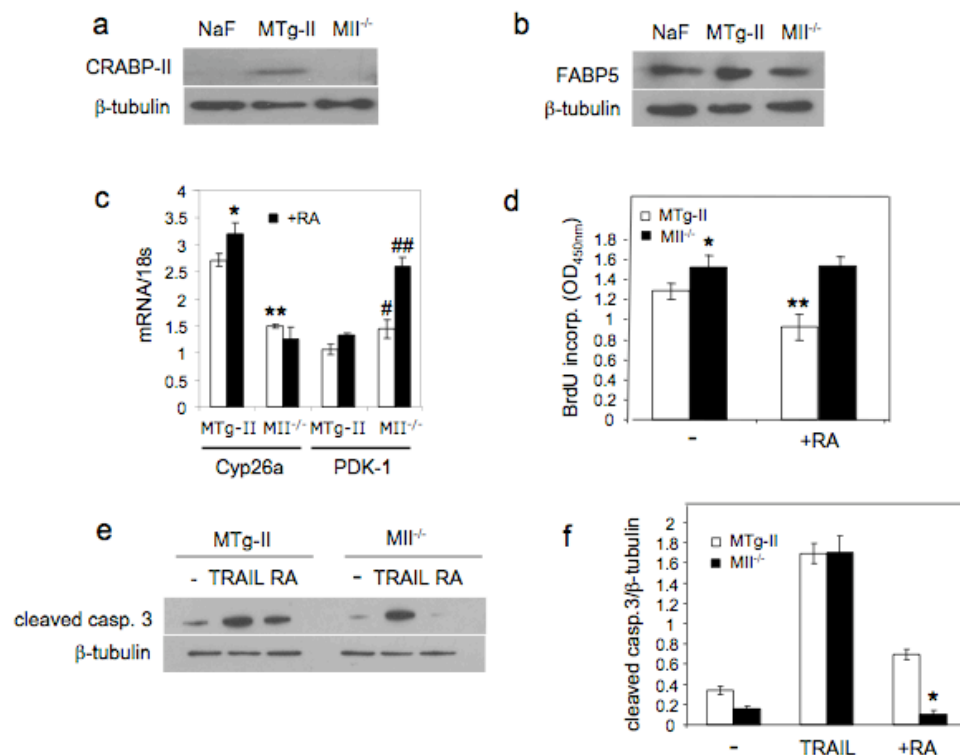 a
NaF MTg-II MII-/-
CRABP-II
β-tubulin
b
NaF MTg-II MII-/-
FABP5
β-tubulin
c
mRNA/18s
4
3.5
3
2.5
2
1.5
1
0.5
0
+RA
*
**
#
##
MTg-II MII-/- MTg-II MII-/-
Cyp26a PDK-1
d
BrdU incorp. (OD450nm)
MTg-II
MII-/-
1.8
1.6
1.4
1.2
1
0.8
0.6
0.4
0.2
0
*
**
- +RA
e
MTg-II MII-/-
- TRAIL RA - TRAIL RA
cleaved casp. 3
β-tubulin
f
cleaved casp.3/β-tubulin
MTg-II
MII-/-
2
1.8
1.6
1.4
1.2
1
0.8
0.6
0.4
0.2
0
*
- TRAIL +RA